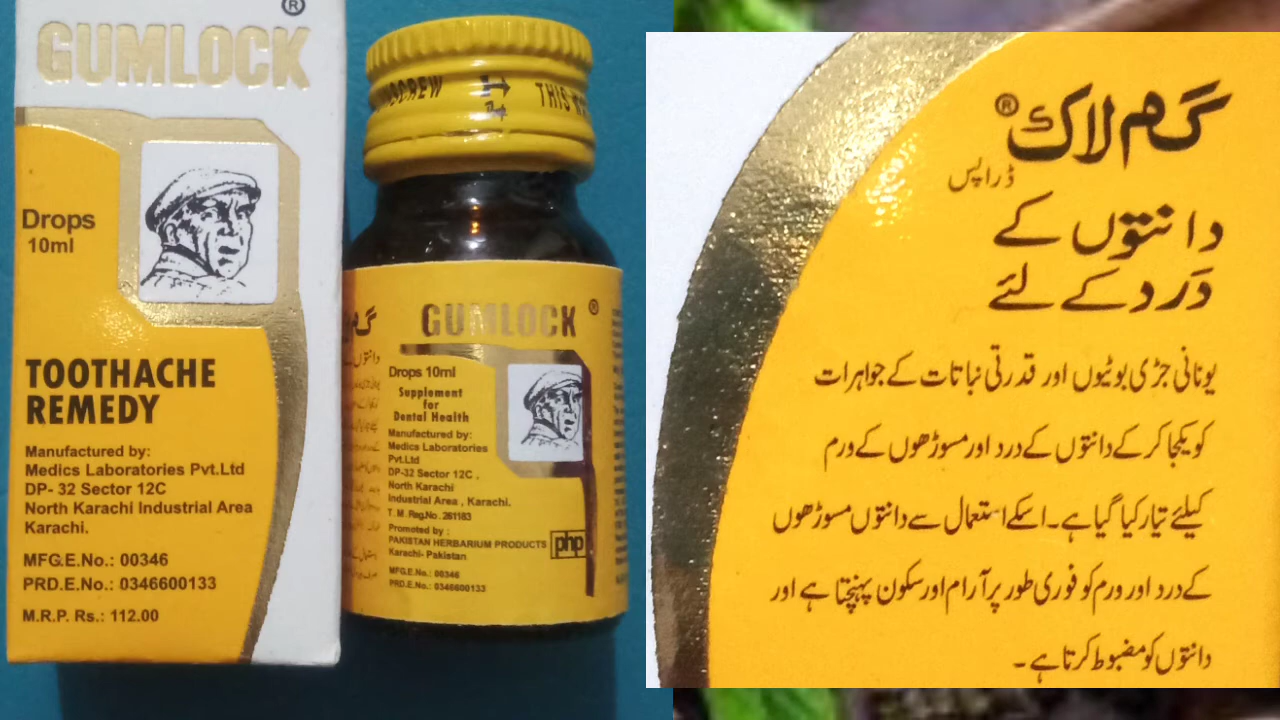 GUMLOCK®
Drops
10ml
TOOTHACHE
REMEDY
Manufactured by:
Medics Laboratories Pvt.Ltd
DP- 32 Sector 12C
North Karachi Industrial Area
Karachi.
MFG.E.No.: 00346
PRD.E.No.: 0346600133
M.R.P. Rs.: 112.00
UNSCREW
THIS
GUMLOCK®
Drops 10ml
Supplement
for
Dental Health
Manufactured by:
Medics Laboratories
Pvt.Ltd
DP-32 Sector 12C ,
North Karachi
Industrial Area , Karachi.
T. M. Reg.No. 261183
Promoted by :
PAKISTAN HERBARIUM PRODUCTS
Karachi- Pakistan
php
MFG.E.No.: 00346
PRD.E.No.: 0346600133
گم لاک®
ڈراپس
دانتوں کے
درد کے لئے
یونانی جڑی بوٹیوں اور قدرتی نباتات کے جواہرات
کو یکجا کر کے دانتوں کے درد اور مسوڑھوں کے ورم
کیلئے تیار کیا گیا ہے۔ اسکے استعمال سے دانتوں مسوڑھوں
کے درد اور ورم کو فوری طور پر آرام اور سکون پہنچتا ہے اور
دانتوں کو مضبوط کرتا ہے ۔